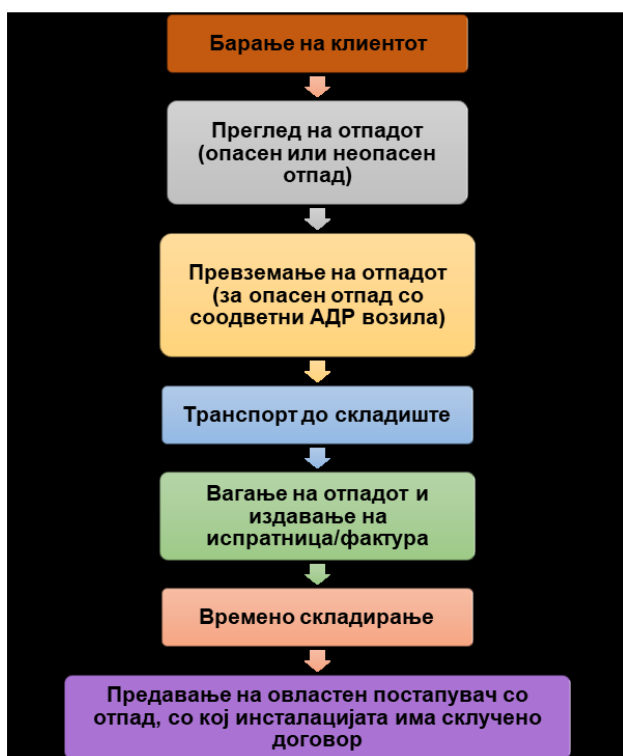 Барање на клиентот
Преглед на отпадот
(опасен или неопасен
отпад)
Превземање на отпадот
(за опасен отпад со
соодветни АДР возила)
Транспорт до складиште
Вагање на отпадот и
издавање на
испратница/фактура
Времено складирање
Предавање на овластен постапувач со
отпад, со кој инсталацијата има склучено
договор